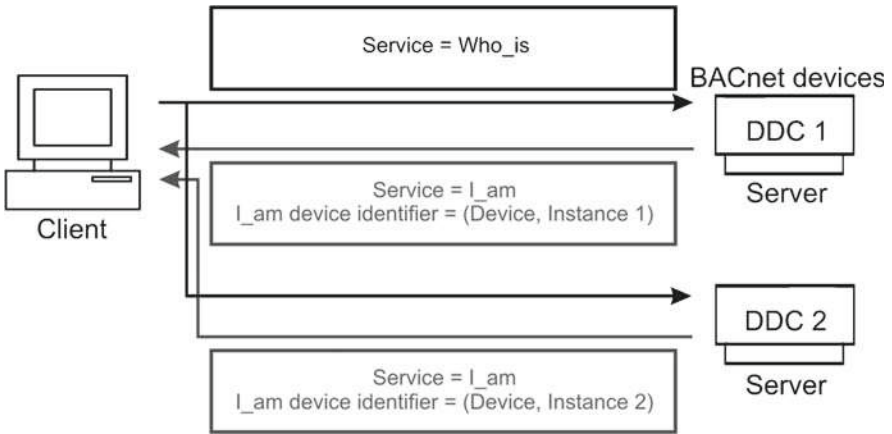 Service = Who_is
BACnet devices
DDC 1
Server
Client
Service = I_am
I_am device identifier = (Device, Instance 1)
DDC 2
Server
Service = I_am
I_am device identifier = (Device, Instance 2)